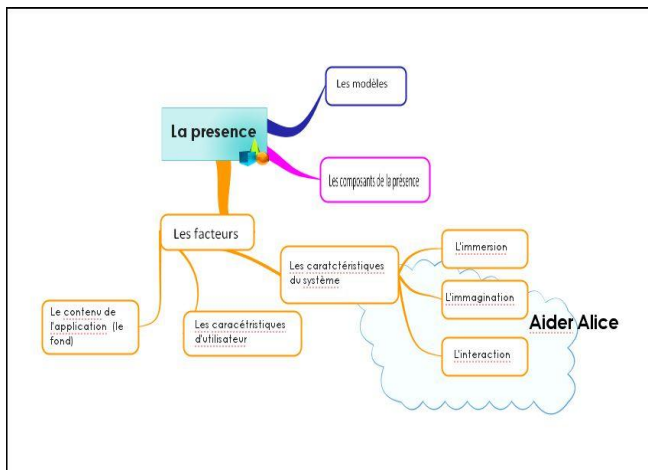 Les modèles
La presence
Les composants de la présence
Les facteurs
Les caratctéristiques
du système
L'immersion
L'immagination
Aider Alice
L'interaction
Le contenu de
l'application (le
fond)
Les caracétristiques
d'utilisateur